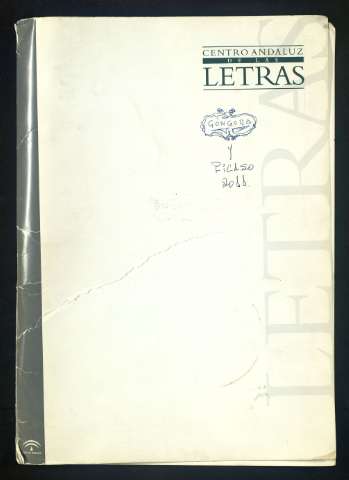 CENTRO ANDALUZ
DE LAS
LETRAS
GONGORA
Y
PICASO
2011
LETRAS